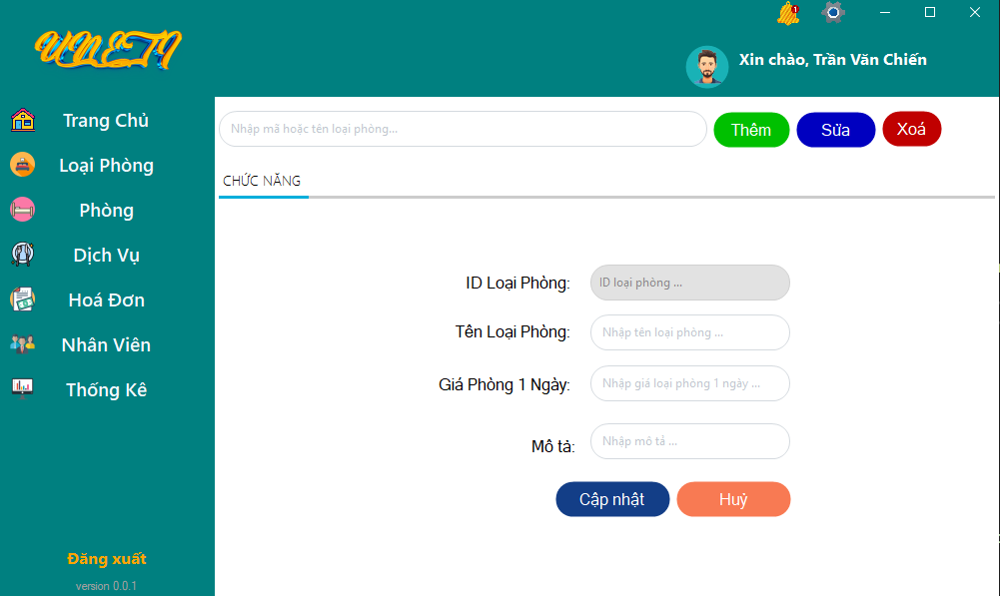 UNETI
1
Xin chào, Trần Văn Chiến
Trang Chủ
Loại Phòng
Phòng
Dịch Vụ
Hoá Đơn
Nhân Viên
Thống Kê
Đăng xuất
version 0.0.1
Nhập mã hoặc tên loại phòng...
Thêm
Sửa
Xoá
CHỨC NĂNG
ID Loại Phòng:
ID loại phòng ...
Tên Loại Phòng:
Nhập tên loại phòng ...
Giá Phòng 1 Ngày:
Nhập giá loại phòng 1 ngày ...
Mô tả:
Nhập mô tả ...
Cập nhật
Huỷ